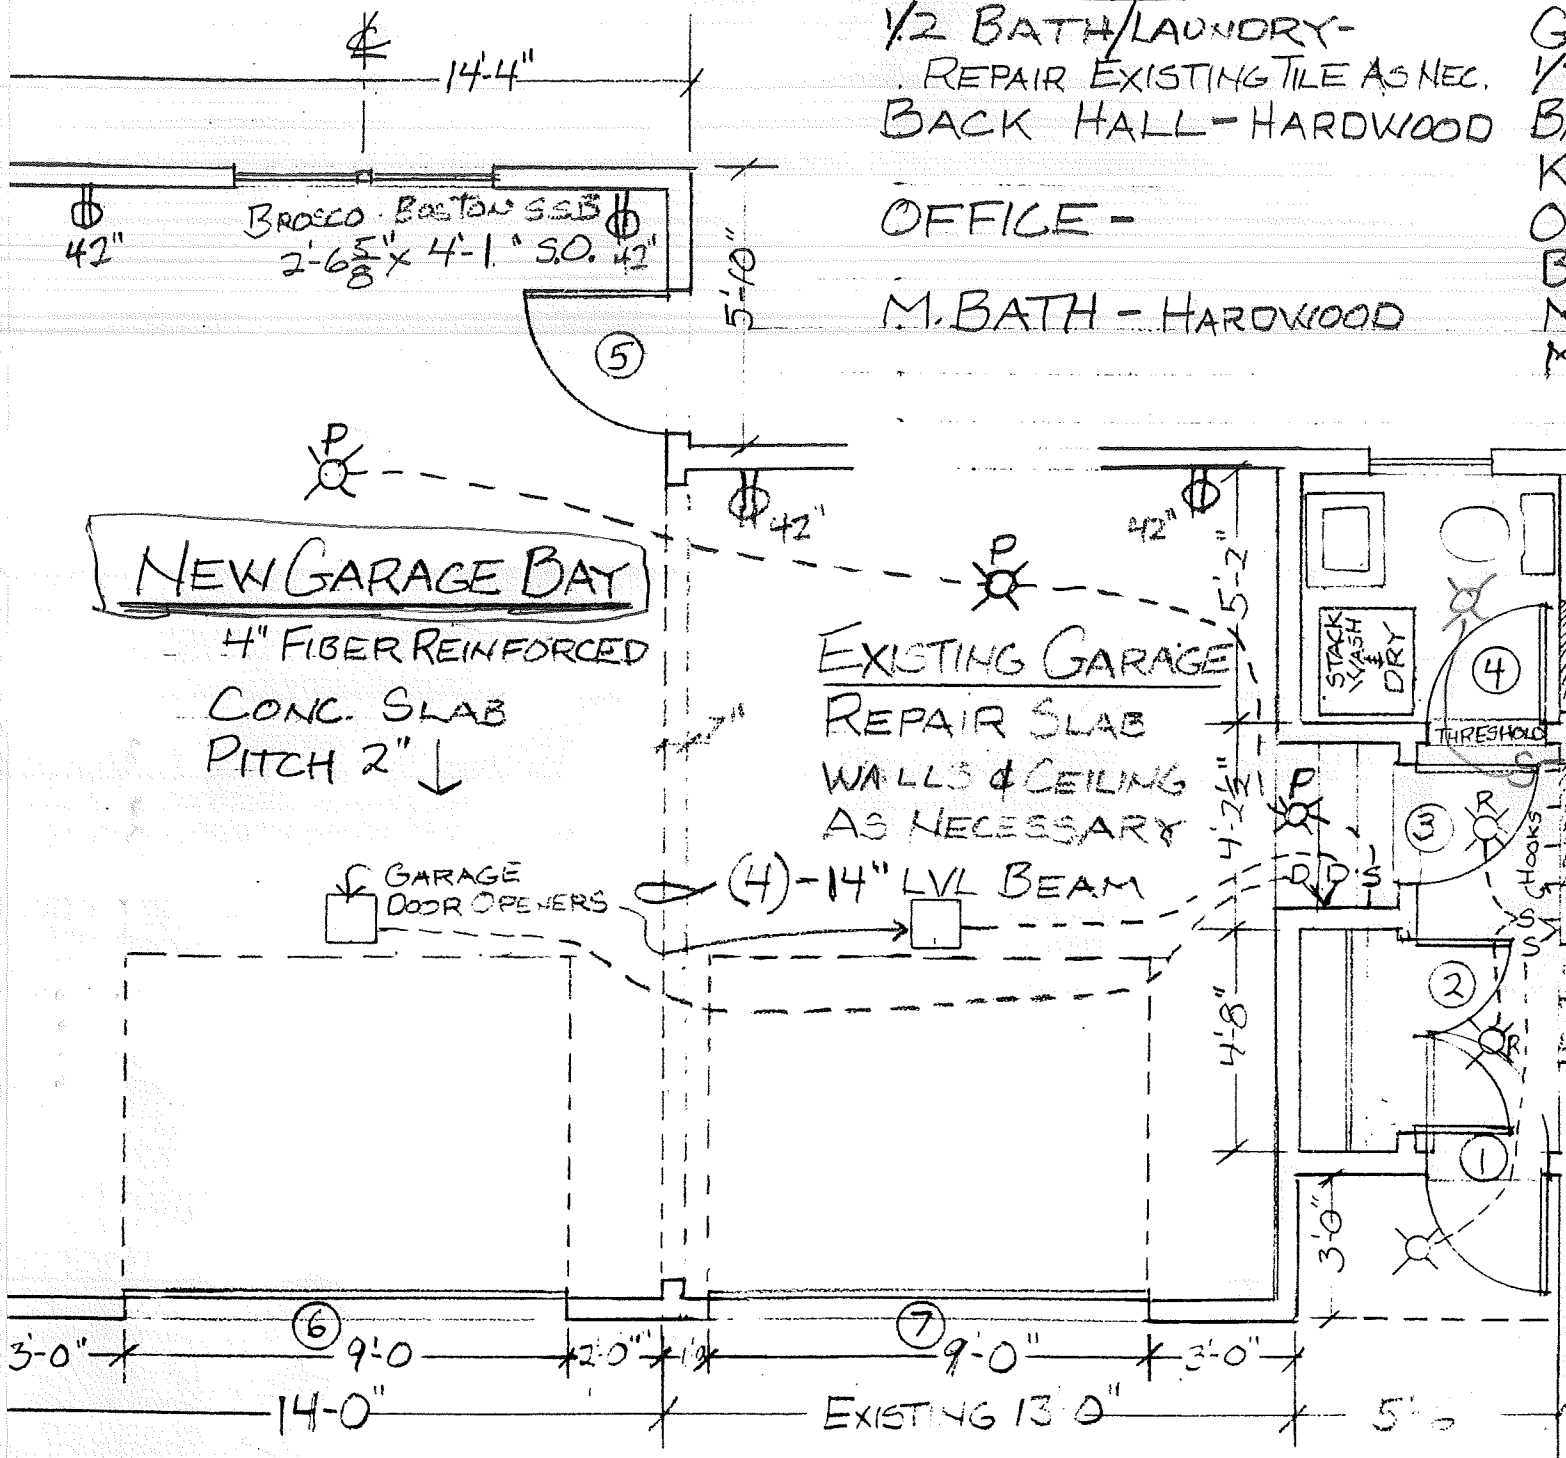 1/2 BATH/LAUNDRY-
REPAIR EXISTING TILE AS NEC.
BACK HALL - HARDWOOD
OFFICE -
M. BATH - HARDWOOD
G
1/
B
K
O
B
M
M
℄
14'-4"
BROSCO BOSTON SSB
2'-6 5/8" x 4'-1" S.O.
42"
42"
5'-10"
5
P
NEW GARAGE BAY
4" FIBER REINFORCED
CONC. SLAB
PITCH 2"
42"
42"
P
5'-2"
EXISTING GARAGE
REPAIR SLAB
WALLS & CEILING
AS NECESSARY
7"
STACK
WASH
&
DRY
4
THRESHOLD
4'-2 1/2"
P
3
R
HOOKS
D D S
S
S
S
GARAGE
DOOR OPENERS
(4)-14" LVL BEAM
2
R
4'-8"
1
3'-0"
6
7
3'-0"
9'-0
2'-0"
9'-0"
3'-0"
14'-0"
EXISTING 13'-0"